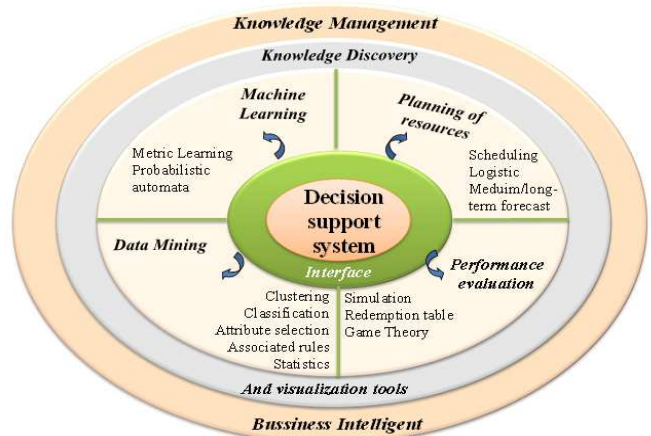 Knowledge Management
Knowledge Discovery
Machine
Learning
Planning of
resources
Metric Learning
Probabilistic
automata
Scheduling
Logistic
Meduim/long-
term forecast
Decision
support
system
Interface
Data Mining
Performance
evaluation
Clustering
Classification
Attribute selection
Associated rules
Statistics
Simulation
Redemption table
Game Theory
And visualization tools
Bussiness Intelligent